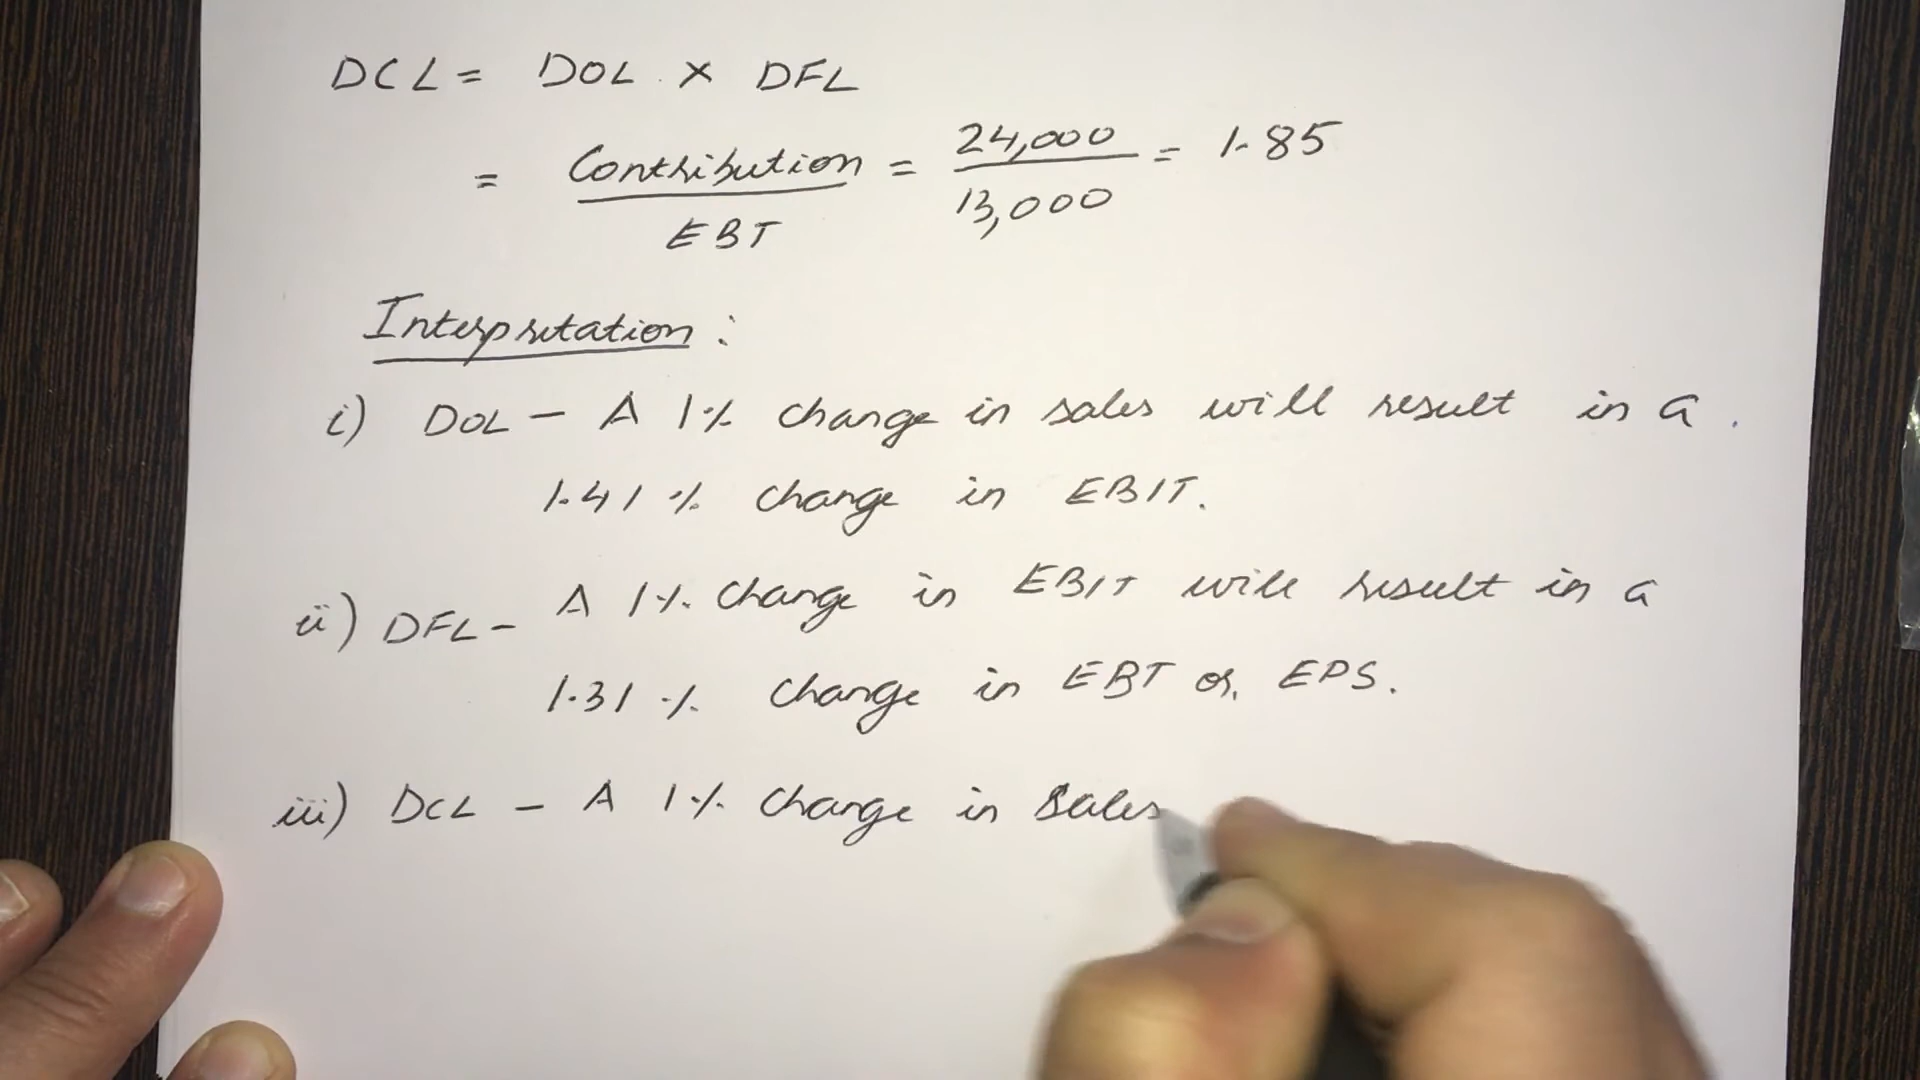 DCL = DOL × DFL
= Contribution / EBT = 24,000 / 13,000 = 1.85
Interpretation :
i) DOL – A 1% change in sales will result in a
1.41 % change in EBIT.
ii) DFL – A 1% change in EBIT will result in a
1.31 % change in EBT or EPS.
iii) DCL – A 1% change in Sales